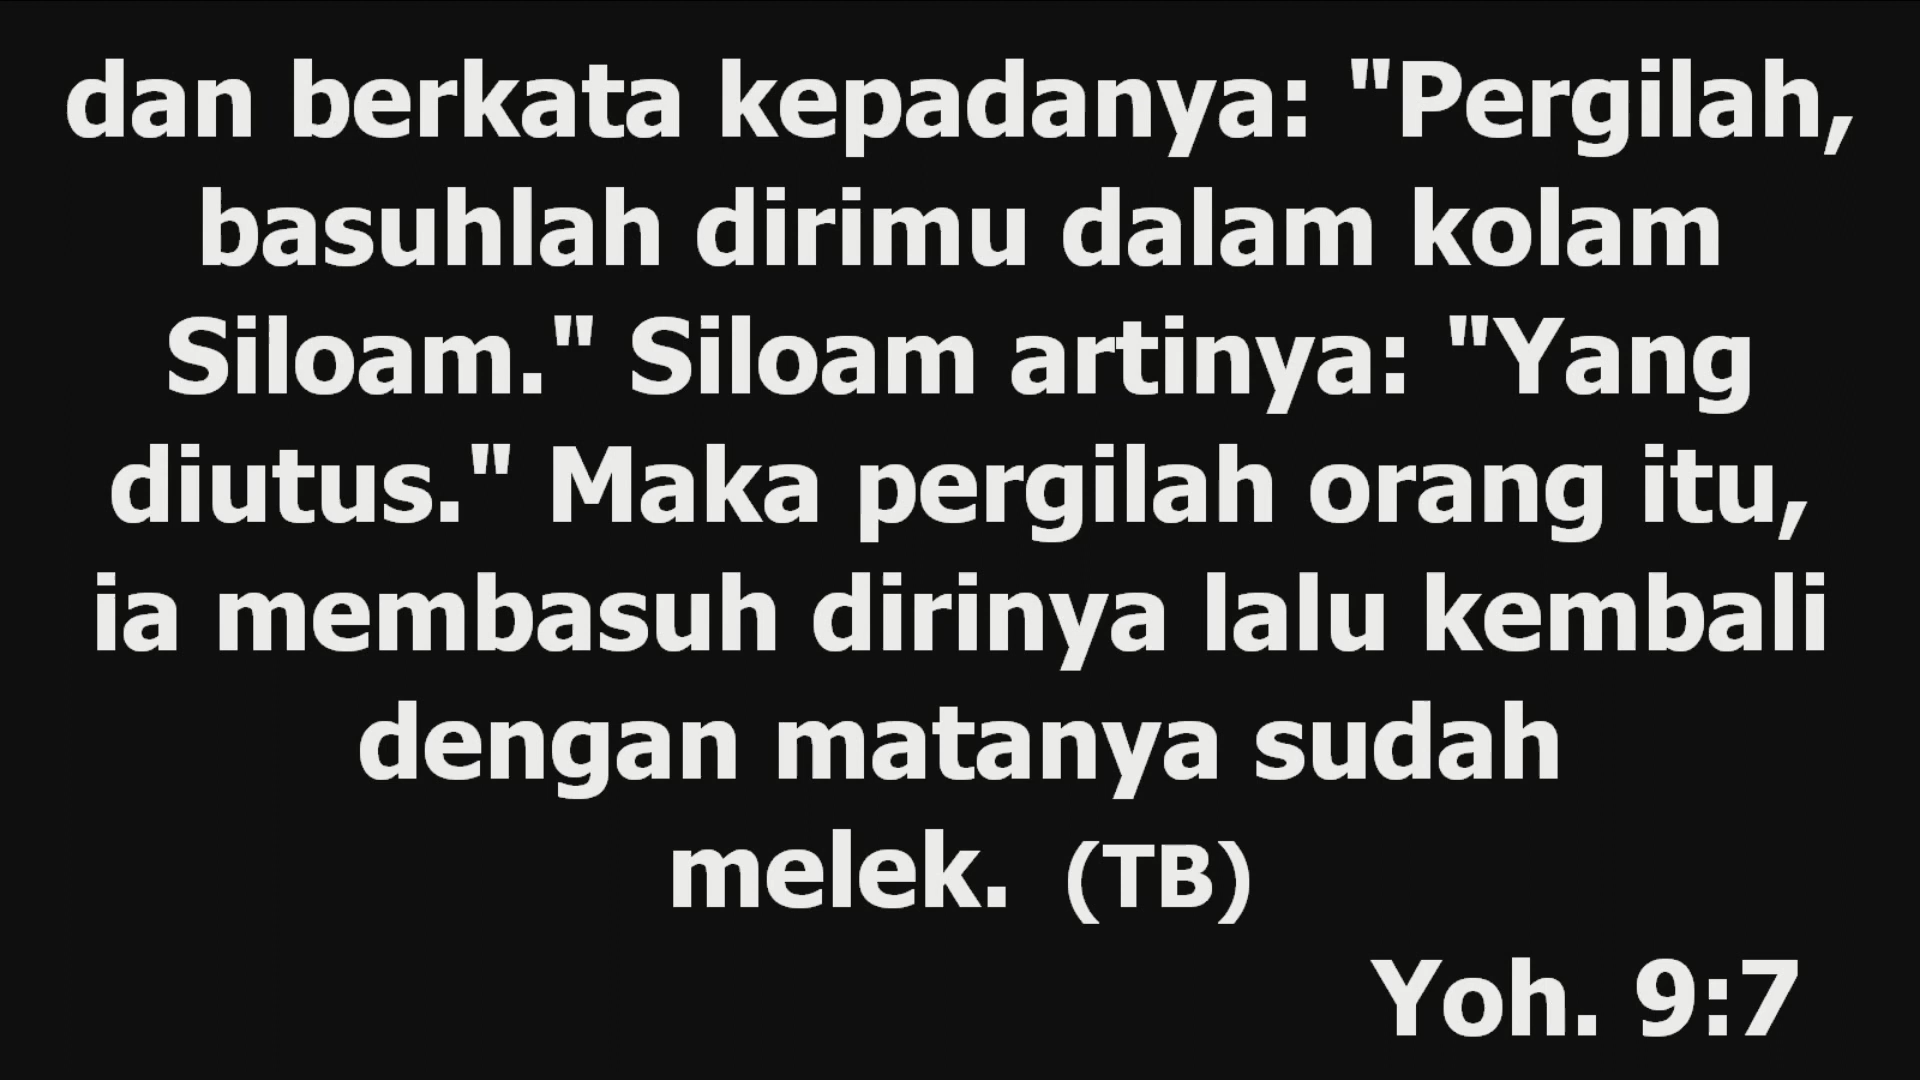 dan berkata kepadanya: "Pergilah,
basuhlah dirimu dalam kolam
Siloam." Siloam artinya: "Yang
diutus." Maka pergilah orang itu,
ia membasuh dirinya lalu kembali
dengan matanya sudah
melek. (TB)
Yoh. 9:7